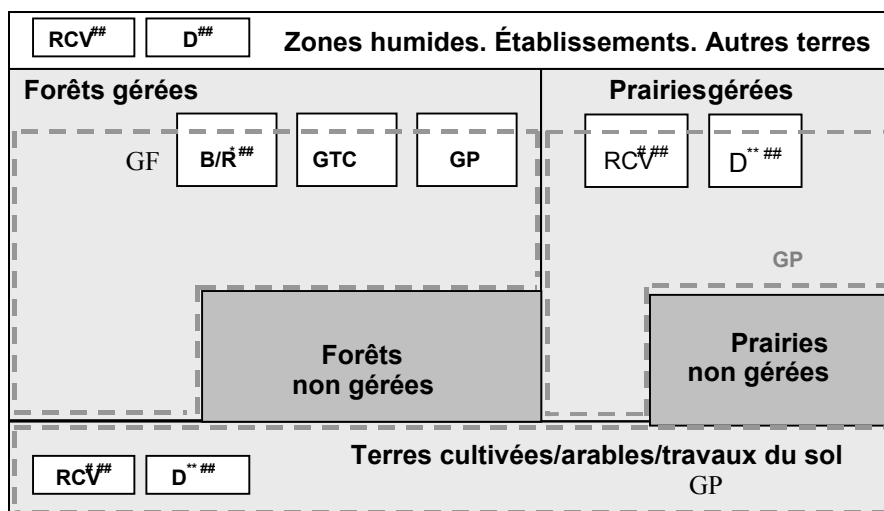 RCV## D## Zones humides. Établissements. Autres terres
Forêts gérées
Prairiesgérées
GF B/R* ## GTC GP
RCV# ## D** ##
GP
Forêts
non gérées
Prairies
non gérées
Terres cultivées/arables/travaux du sol
RCV# ## D** ##
GP